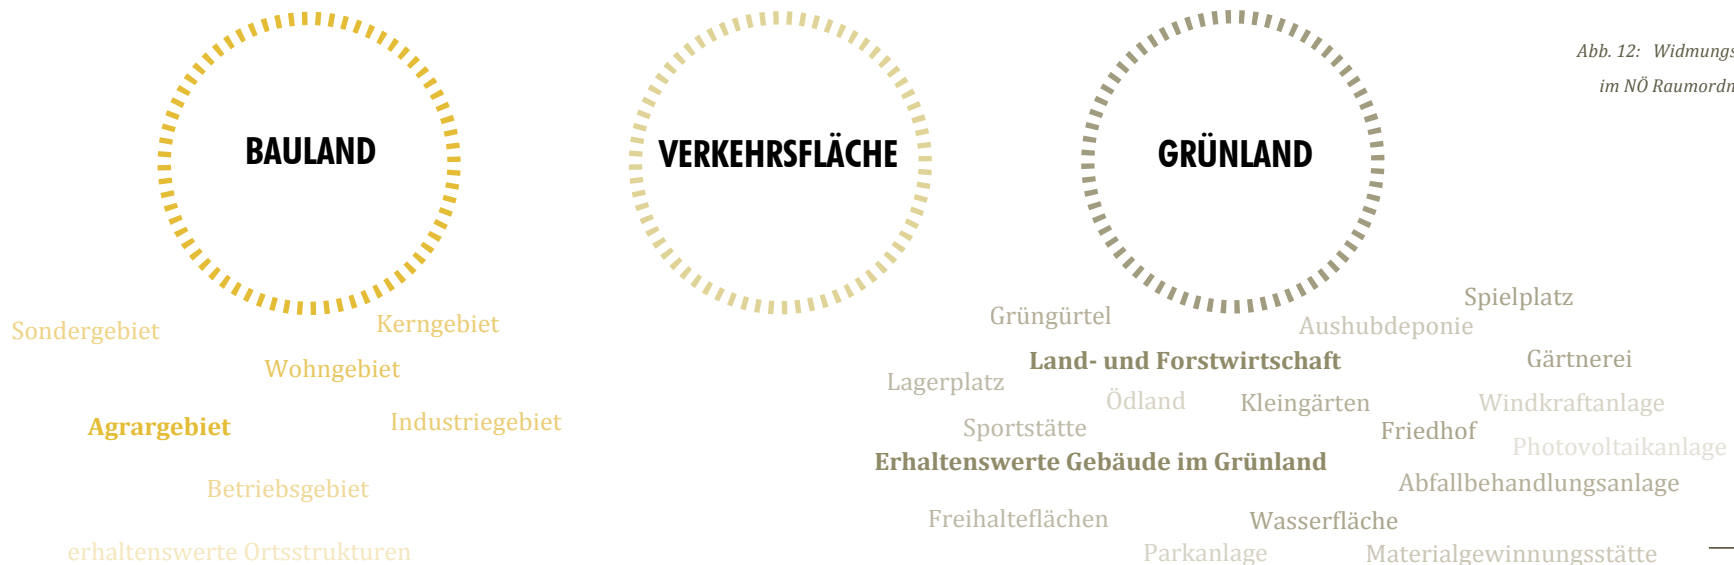 Abb. 12: Widmungs
im NÖ Raumordn
BAULAND
VERKEHRSFLÄCHE
GRÜNLAND
Sondergebiet
Kerngebiet
Wohngebiet
Agrargebiet
Industriegebiet
Betriebsgebiet
erhaltenswerte Ortsstrukturen
Grüngürtel
Spielplatz
Aushubdeponie
Land- und Forstwirtschaft
Gärtnerei
Lagerplatz
Ödland
Kleingärten
Windkraftanlage
Sportstätte
Friedhof
Photovoltaikanlage
Erhaltenswerte Gebäude im Grünland
Abfallbehandlungsanlage
Freihalteflächen
Wasserfläche
Parkanlage
Materialgewinnungsstätte